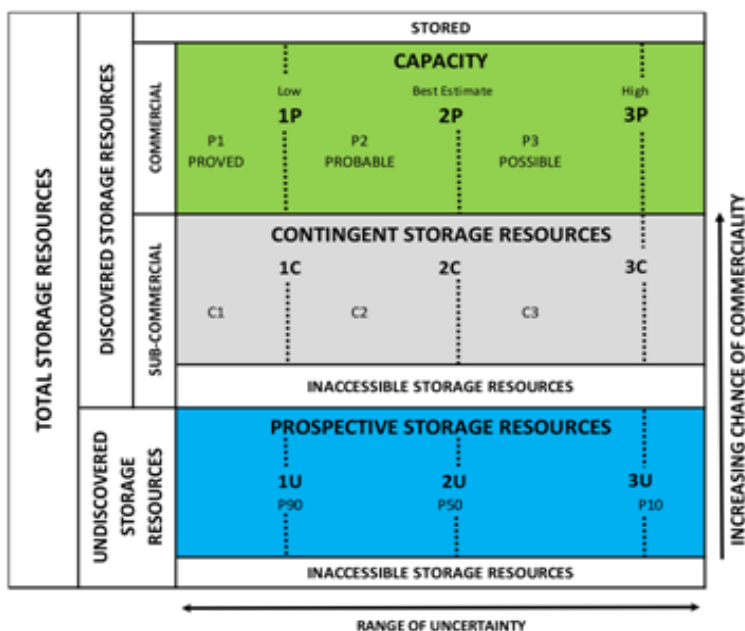 STORED
TOTAL STORAGE RESOURCES
DISCOVERED STORAGE RESOURCES
COMMERCIAL
CAPACITY
Low
Best Estimate
High
1P
2P
3P
P1
PROVED
P2
PROBABLE
P3
POSSIBLE
SUB-COMMERCIAL
CONTINGENT STORAGE RESOURCES
1C
2C
3C
C1
C2
C3
INACCESSIBLE STORAGE RESOURCES
UNDISCOVERED
STORAGE
RESOURCES
PROSPECTIVE STORAGE RESOURCES
1U
2U
3U
P90
P50
P10
INACCESSIBLE STORAGE RESOURCES
INCREASING CHANCE OF COMMERCIALITY
RANGE OF UNCERTAINTY